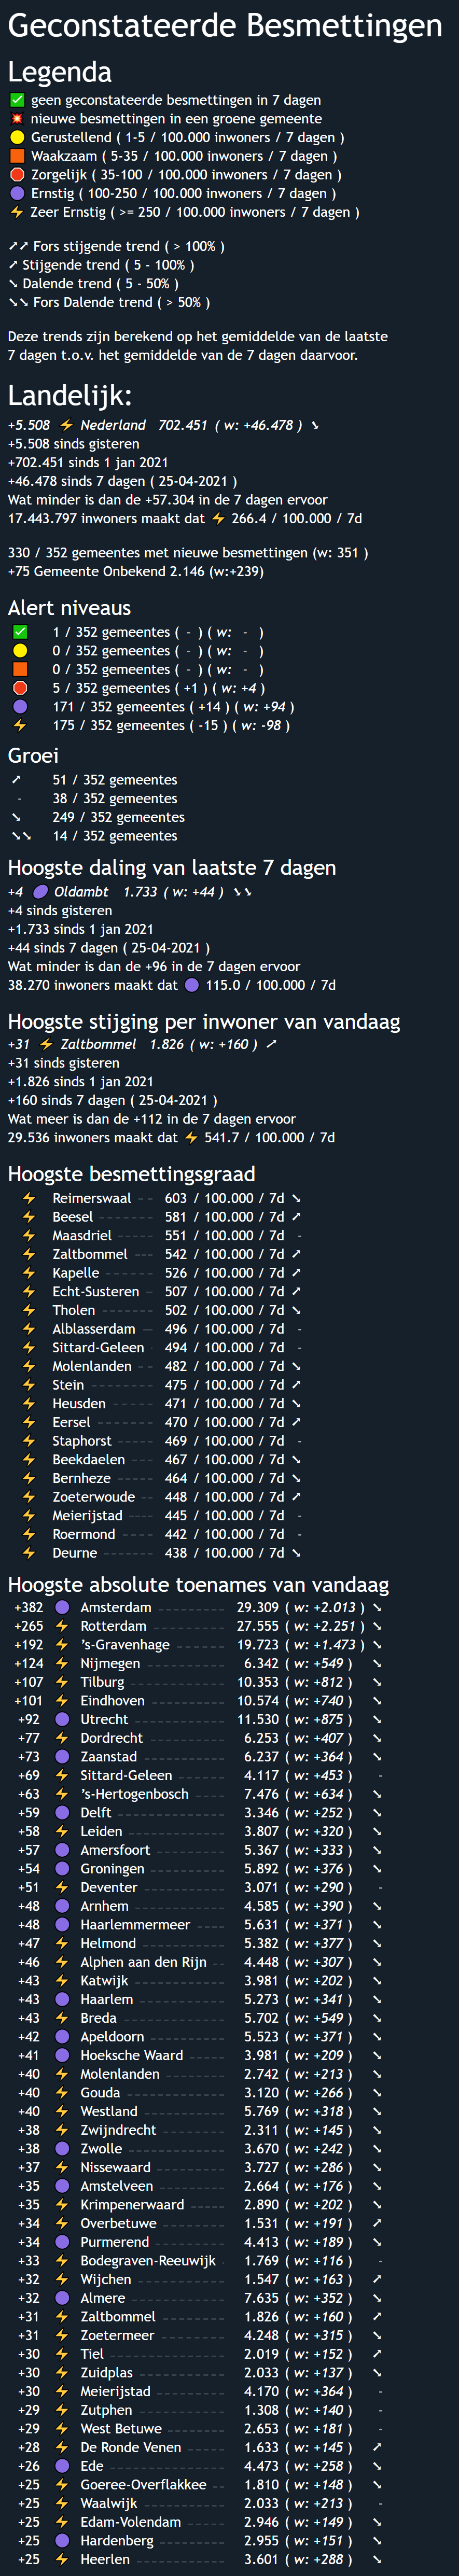 Geconstateerde Besmettingen
Legenda
✅ geen geconstateerde besmettingen in 7 dagen
💥 nieuwe besmettingen in een groene gemeente
🟡 Gerustellend ( 1-5 / 100.000 inwoners / 7 dagen )
🟧 Waakzaam ( 5-35 / 100.000 inwoners / 7 dagen )
🛑 Zorgelijk ( 35-100 / 100.000 inwoners / 7 dagen )
🟣 Ernstig ( 100-250 / 100.000 inwoners / 7 dagen )
⚡ Zeer Ernstig ( >= 250 / 100.000 inwoners / 7 dagen )
➚➚ Fors stijgende trend ( > 100% )
➚ Stijgende trend ( 5 - 100% )
➘ Dalende trend ( 5 - 50% )
➘➘ Fors Dalende trend ( > 50% )
Deze trends zijn berekend op het gemiddelde van de laatste
7 dagen t.o.v. het gemiddelde van de 7 dagen daarvoor.
Landelijk:
+5.508 ⚡ Nederland 702.451 ( w: +46.478 ) ➘
+5.508 sinds gisteren
+702.451 sinds 1 jan 2021
+46.478 sinds 7 dagen ( 25-04-2021 )
Wat minder is dan de +57.304 in de 7 dagen ervoor
17.443.797 inwoners maakt dat ⚡ 266.4 / 100.000 / 7d
330 / 352 gemeentes met nieuwe besmettingen (w: 351 )
+75 Gemeente Onbekend 2.146 (w:+239)
Alert niveaus
✅ 1 / 352 gemeentes ( - ) ( w: - )
🟡 0 / 352 gemeentes ( - ) ( w: - )
🟧 0 / 352 gemeentes ( - ) ( w: - )
🛑 5 / 352 gemeentes ( +1 ) ( w: +4 )
🟣 171 / 352 gemeentes ( +14 ) ( w: +94 )
⚡ 175 / 352 gemeentes ( -15 ) ( w: -98 )
Groei
➚ 51 / 352 gemeentes
- 38 / 352 gemeentes
➘ 249 / 352 gemeentes
➘➘ 14 / 352 gemeentes
Hoogste daling van laatste 7 dagen
+4 🟣 Oldambt 1.733 ( w: +44 ) ➘➘
+4 sinds gisteren
+1.733 sinds 1 jan 2021
+44 sinds 7 dagen ( 25-04-2021 )
Wat minder is dan de +96 in de 7 dagen ervoor
38.270 inwoners maakt dat 🟣 115.0 / 100.000 / 7d
Hoogste stijging per inwoner van vandaag
+31 ⚡ Zaltbommel 1.826 ( w: +160 ) ➚
+31 sinds gisteren
+1.826 sinds 1 jan 2021
+160 sinds 7 dagen ( 25-04-2021 )
Wat meer is dan de +112 in de 7 dagen ervoor
29.536 inwoners maakt dat ⚡ 541.7 / 100.000 / 7d
Hoogste besmettingsgraad
⚡ Reimerswaal -- 603 / 100.000 / 7d ➘
⚡ Beesel ------- 581 / 100.000 / 7d ➚
⚡ Maasdriel ----- 551 / 100.000 / 7d -
⚡ Zaltbommel --- 542 / 100.000 / 7d ➚
⚡ Kapelle ------ 526 / 100.000 / 7d ➚
⚡ Echt-Susteren -- 507 / 100.000 / 7d ➚
⚡ Tholen ------- 502 / 100.000 / 7d ➘
⚡ Alblasserdam -- 496 / 100.000 / 7d -
⚡ Sittard-Geleen - 494 / 100.000 / 7d -
⚡ Molenlanden -- 482 / 100.000 / 7d ➘
⚡ Stein -------- 475 / 100.000 / 7d ➚
⚡ Heusden ----- 471 / 100.000 / 7d ➘
⚡ Eersel ------- 470 / 100.000 / 7d ➚
⚡ Staphorst ----- 469 / 100.000 / 7d -
⚡ Beekdaelen --- 467 / 100.000 / 7d ➘
⚡ Bernheze ---- 464 / 100.000 / 7d ➘
⚡ Zoeterwoude -- 448 / 100.000 / 7d ➚
⚡ Meierijstad ---- 445 / 100.000 / 7d -
⚡ Roermond ---- 442 / 100.000 / 7d -
⚡ Deurne ------ 438 / 100.000 / 7d ➘
Hoogste absolute toenames van vandaag
+382 🟣 Amsterdam --------- 29.309 ( w: +2.013 ) ➘
+265 ⚡ Rotterdam --------- 27.555 ( w: +2.251 ) ➘
+192 ⚡ 's-Gravenhage ------- 19.723 ( w: +1.473 ) ➘
+124 ⚡ Nijmegen ---------- 6.342 ( w: +549 ) ➘
+107 ⚡ Tilburg ------------ 10.353 ( w: +812 ) ➘
+101 ⚡ Eindhoven --------- 10.574 ( w: +740 ) ➘
+92 🟣 Utrecht ----------- 11.530 ( w: +875 ) ➘
+77 ⚡ Dordrecht --------- 6.253 ( w: +407 ) ➘
+73 🟣 Zaanstad ---------- 6.237 ( w: +364 ) ➘
+69 ⚡ Sittard-Geleen ------ 4.117 ( w: +453 ) -
+63 ⚡ 's-Hertogenbosch ---- 7.476 ( w: +634 ) ➘
+59 🟣 Delft ------------- 3.346 ( w: +252 ) ➘
+58 ⚡ Leiden ------------ 3.807 ( w: +320 ) ➘
+57 🟣 Amersfoort -------- 5.367 ( w: +333 ) ➘
+54 🟣 Groningen --------- 5.892 ( w: +376 ) ➘
+51 ⚡ Deventer ---------- 3.071 ( w: +290 ) -
+48 🟣 Arnhem ----------- 4.585 ( w: +390 ) ➘
+48 🟣 Haarlemmermeer ---- 5.631 ( w: +371 ) ➘
+47 ⚡ Helmond ---------- 5.382 ( w: +377 ) ➘
+46 ⚡ Alphen aan den Rijn -- 4.448 ( w: +307 ) ➘
+43 ⚡ Katwijk ----------- 3.981 ( w: +202 ) ➘
+43 🟣 Haarlem ---------- 5.273 ( w: +341 ) ➘
+43 ⚡ Breda ------------- 5.702 ( w: +549 ) ➘
+42 🟣 Apeldoorn --------- 5.523 ( w: +371 ) ➘
+41 🟣 Hoeksche Waard ----- 3.981 ( w: +209 ) ➘
+40 ⚡ Molenlanden ------- 2.742 ( w: +213 ) ➘
+40 ⚡ Gouda ------------ 3.120 ( w: +266 ) ➘
+40 ⚡ Westland ---------- 5.769 ( w: +318 ) ➘
+38 ⚡ Zwijndrecht -------- 2.311 ( w: +145 ) ➘
+38 🟣 Zwolle ------------ 3.670 ( w: +242 ) ➘
+37 ⚡ Nissewaard -------- 3.727 ( w: +286 ) ➘
+35 🟣 Amstelveen -------- 2.664 ( w: +176 ) ➘
+35 ⚡ Krimpenerwaard ----- 2.890 ( w: +202 ) ➘
+34 ⚡ Overbetuwe -------- 1.531 ( w: +191 ) ➚
+34 🟣 Purmerend --------- 4.413 ( w: +189 ) ➘
+33 ⚡ Bodegraven-Reeuwijk - 1.769 ( w: +116 ) -
+32 ⚡ Wijchen ----------- 1.547 ( w: +163 ) ➚
+32 🟣 Almere ------------ 7.635 ( w: +352 ) ➘
+31 ⚡ Zaltbommel -------- 1.826 ( w: +160 ) ➚
+31 ⚡ Zoetermeer -------- 4.248 ( w: +315 ) ➘
+30 ⚡ Tiel -------------- 2.019 ( w: +152 ) ➚
+30 ⚡ Zuidplas ---------- 2.033 ( w: +137 ) ➘
+30 ⚡ Meierijstad --------- 4.170 ( w: +364 ) -
+29 ⚡ Zutphen ----------- 1.308 ( w: +140 ) -
+29 ⚡ West Betuwe ------- 2.653 ( w: +181 ) -
+28 ⚡ De Ronde Venen ----- 1.633 ( w: +145 ) ➚
+26 🟣 Ede --------------- 4.473 ( w: +258 ) ➘
+25 ⚡ Goeree-Overflakkee -- 1.810 ( w: +148 ) ➘
+25 ⚡ Waalwijk ---------- 2.033 ( w: +213 ) -
+25 ⚡ Edam-Volendam ----- 2.946 ( w: +149 ) ➘
+25 🟣 Hardenberg -------- 2.955 ( w: +151 ) ➘
+25 ⚡ Heerlen ----------- 3.601 ( w: +288 ) ➘